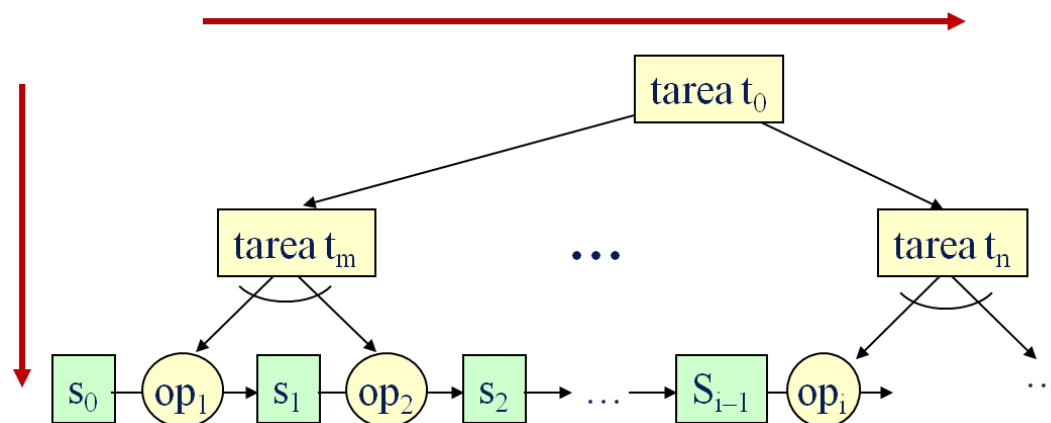 tarea t₀
tarea tₘ ... tarea tₙ
s₀ op₁ s₁ op₂ s₂ ... Sᵢ₋₁ opᵢ ..